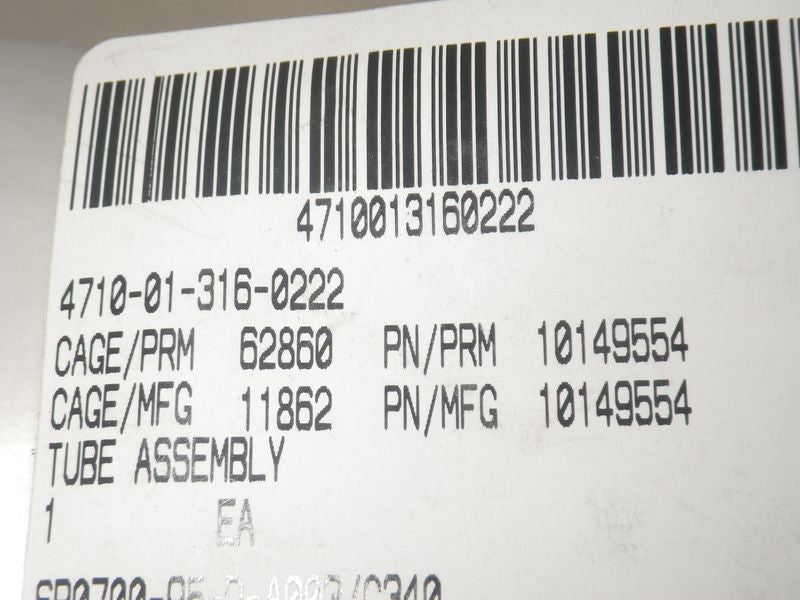 4710013160222
4710-01-316-0222
CAGE/PRM 62860 PN/PRM 10149554
CAGE/MFG 11862 PN/MFG 10149554
TUBE ASSEMBLY
1 EA